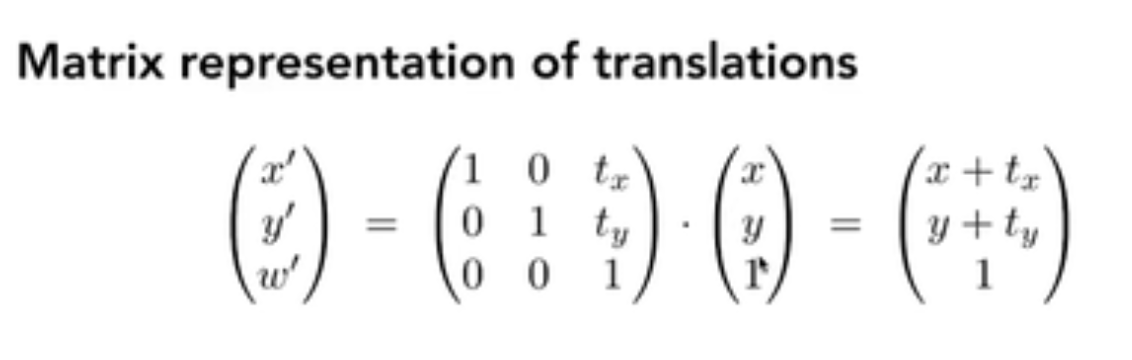 Matrix representation of translations
\begin{pmatrix} x' \\ y' \\ w' \end{pmatrix} = \begin{pmatrix} 1 & 0 & t_x \\ 0 & 1 & t_y \\ 0 & 0 & 1 \end{pmatrix} \cdot \begin{pmatrix} x \\ y \\ 1 \end{pmatrix} = \begin{pmatrix} x + t_x \\ y + t_y \\ 1 \end{pmatrix}